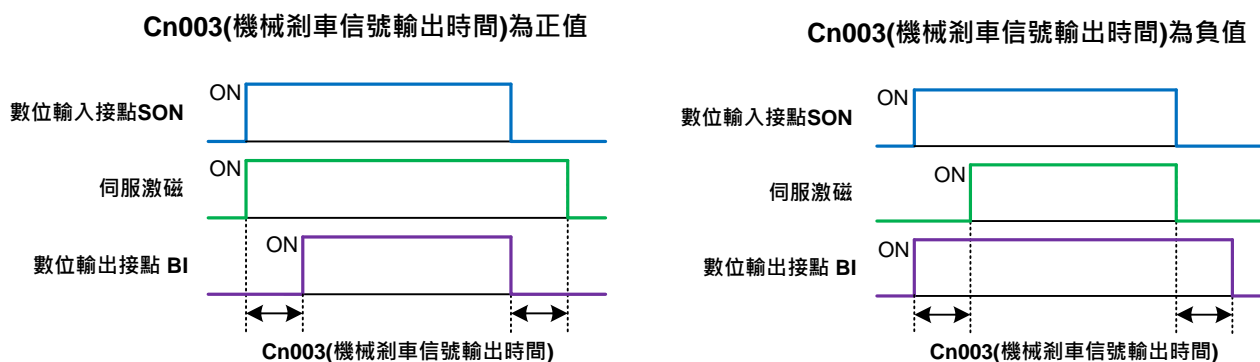 Cn003(機械剎車信號輸出時間)為正值
ON
數位輸入接點SON
ON
伺服激磁
ON
數位輸出接點 BI
Cn003(機械剎車信號輸出時間)
Cn003(機械剎車信號輸出時間)為負值
ON
數位輸入接點SON
ON
伺服激磁
ON
數位輸出接點 BI
Cn003(機械剎車信號輸出時間)